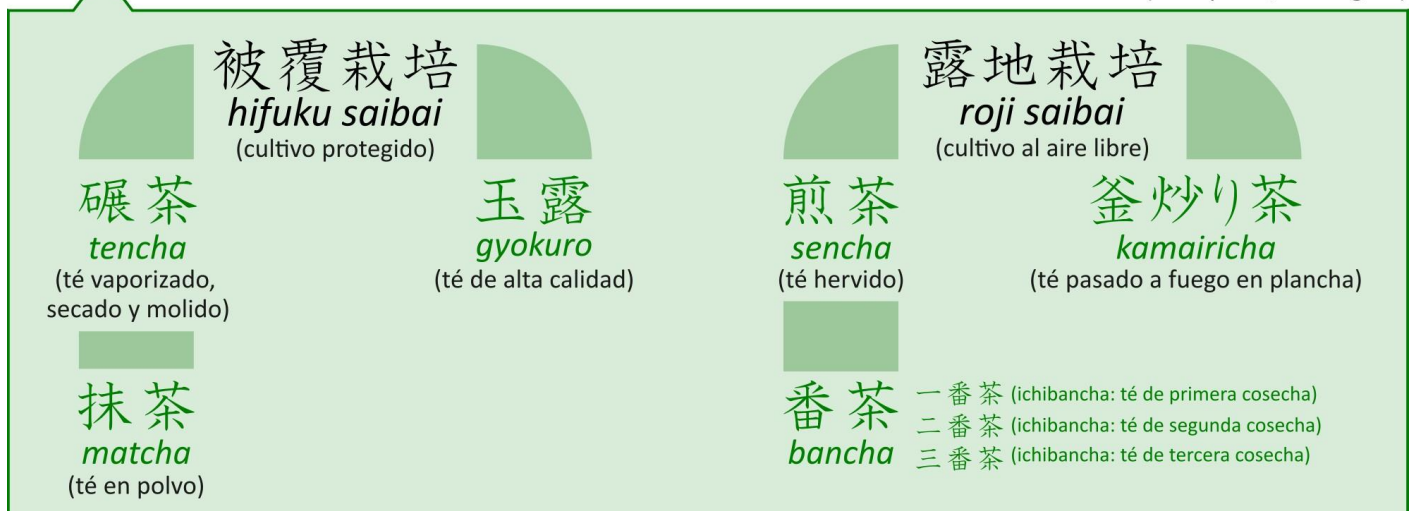 被覆栽培
hifuku saibai
(cultivo protegido)
碾茶
tencha
(té vaporizado,
secado y molido)
玉露
gyokuro
(té de alta calidad)
抹茶
matcha
(té en polvo)
露地栽培
roji saibai
(cultivo al aire libre)
煎茶
sencha
(té hervido)
釜炒り茶
kamairicha
(té pasado a fuego en plancha)
番茶
bancha
一番茶 (ichibancha: té de primera cosecha)
二番茶 (ichibancha: té de segunda cosecha)
三番茶 (ichibancha: té de tercera cosecha)